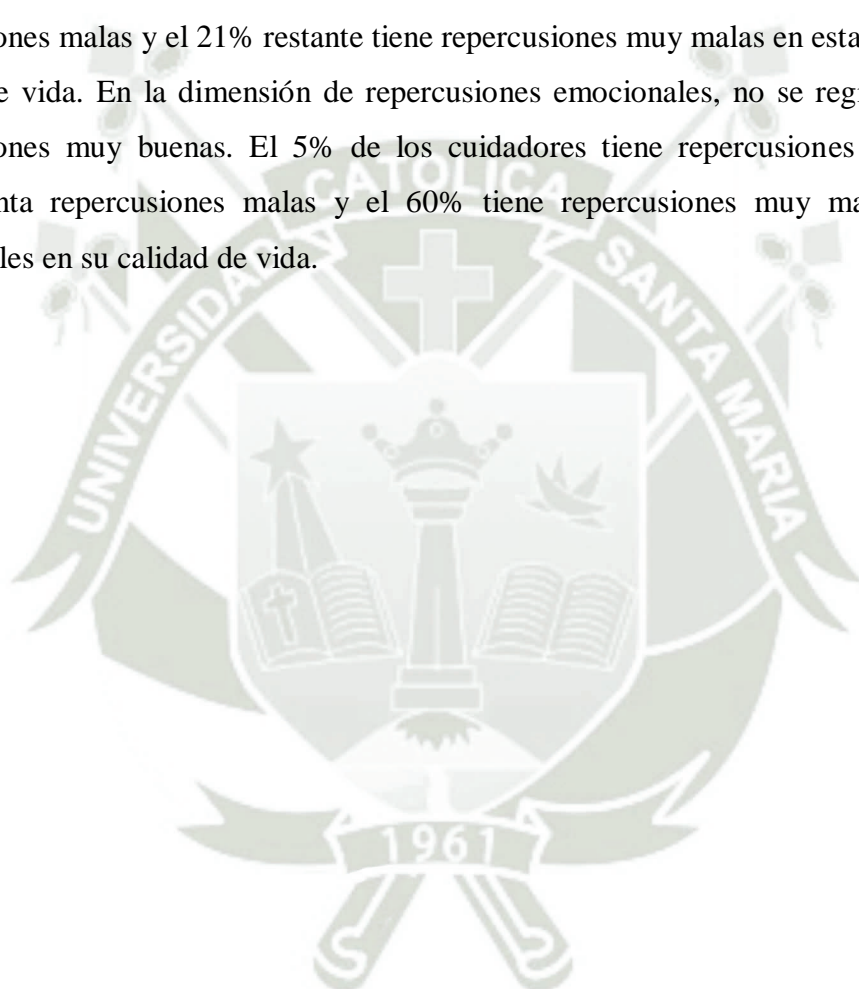 ones malas y el 21% restante tiene repercusiones muy malas en esta
e vida. En la dimensión de repercusiones emocionales, no se reg
ones muy buenas. El 5% de los cuidadores tiene repercusiones
nta repercusiones malas y el 60% tiene repercusiones muy ma
les en su calidad de vida.
UNIVERSIDAD CATOLICA SANTA MARIA
1961